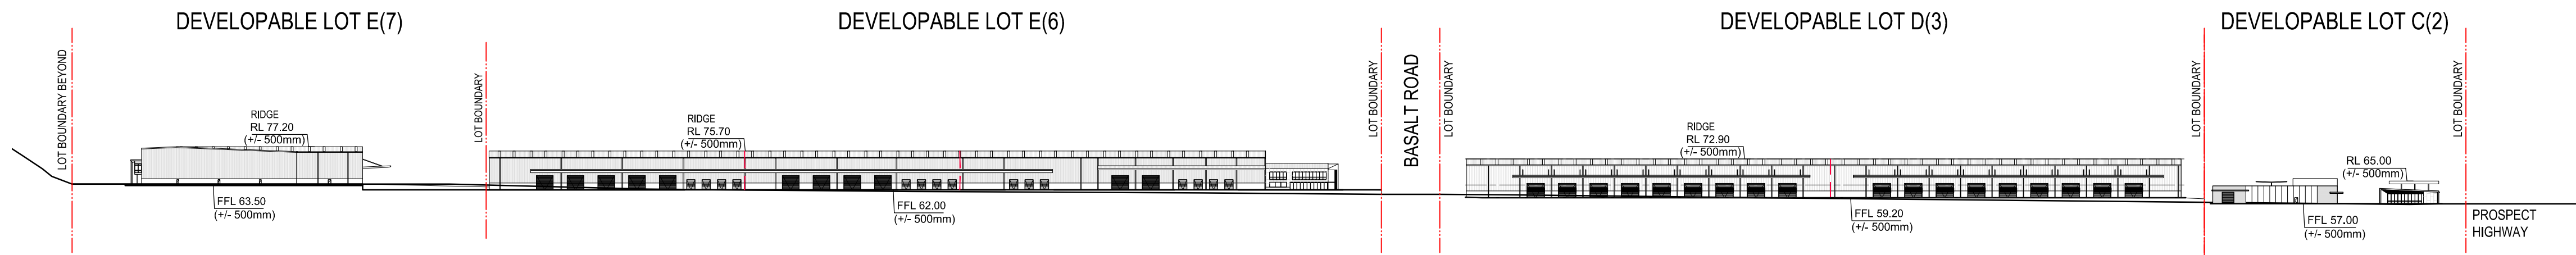 DEVELOPABLE LOT E(7)
DEVELOPABLE LOT E(6)
DEVELOPABLE LOT D(3)
DEVELOPABLE LOT C(2)
LOT BOUNDARY BEYOND
RIDGE
RL 77.20
(+/- 500mm)
FFL 63.50
(+/- 500mm)
LOT BOUNDARY
RIDGE
RL 75.70
(+/- 500mm)
FFL 62.00
(+/- 500mm)
LOT BOUNDARY
BASALT ROAD
LOT BOUNDARY
RIDGE
RL 72.90
(+/- 500mm)
FFL 59.20
(+/- 500mm)
LOT BOUNDARY
RL 65.00
(+/- 500mm)
FFL 57.00
(+/- 500mm)
LOT BOUNDARY
PROSPECT
HIGHWAY